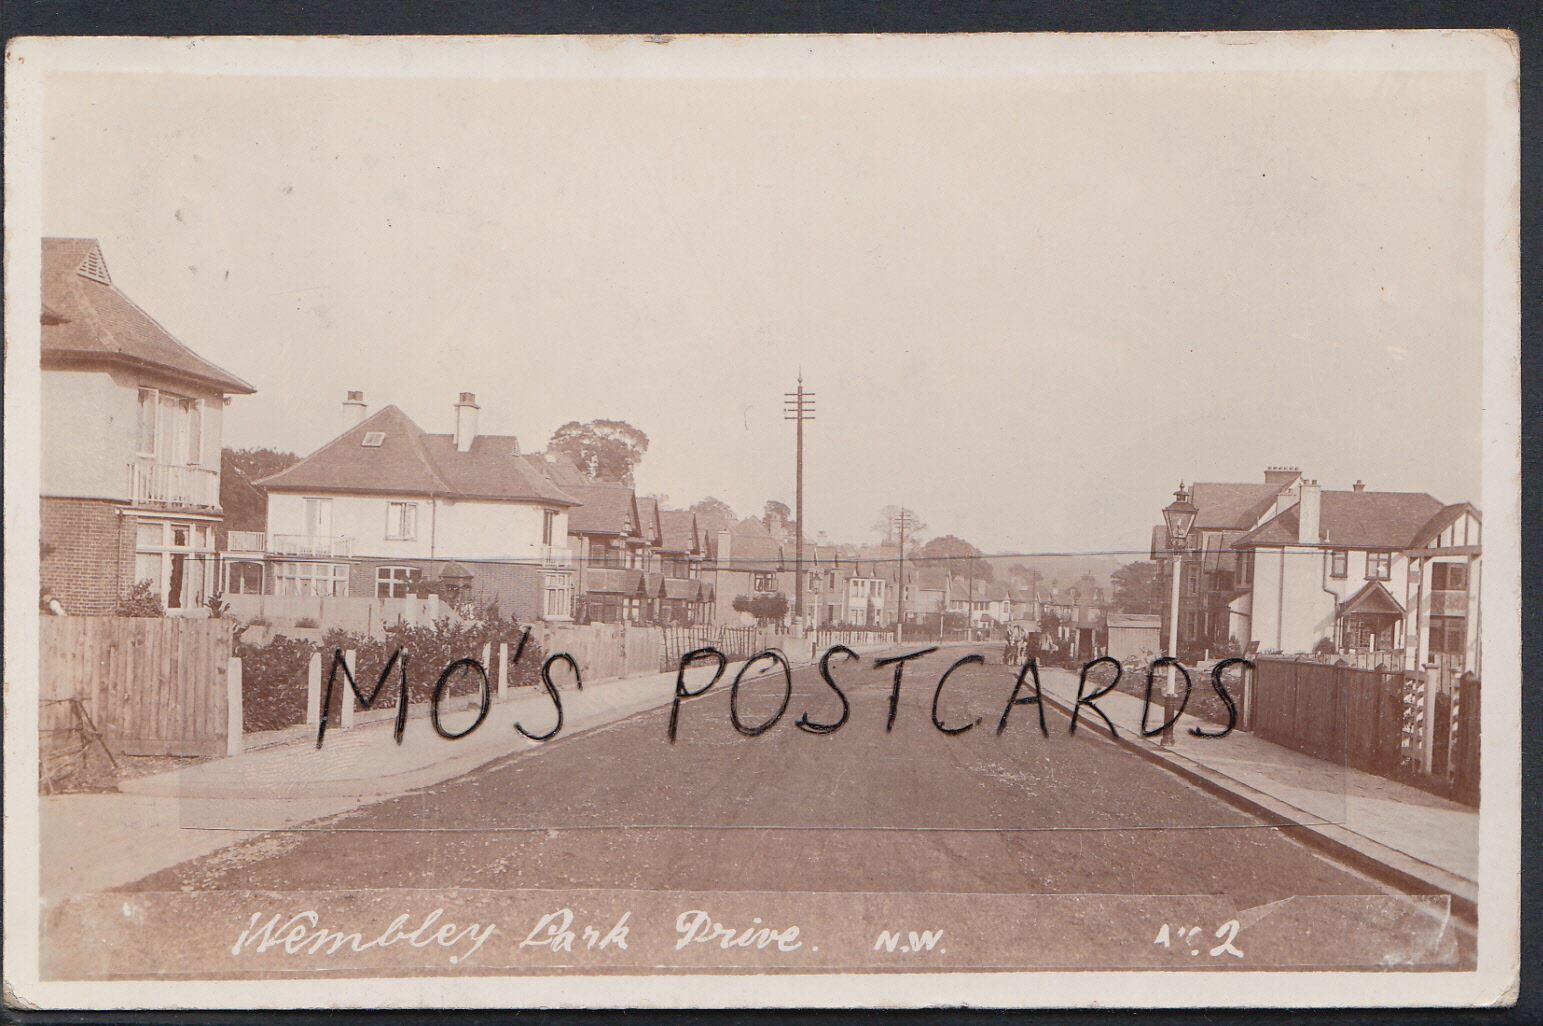 MO'S POSTCARDS
Wembley Park Drive. N.W. No. 2